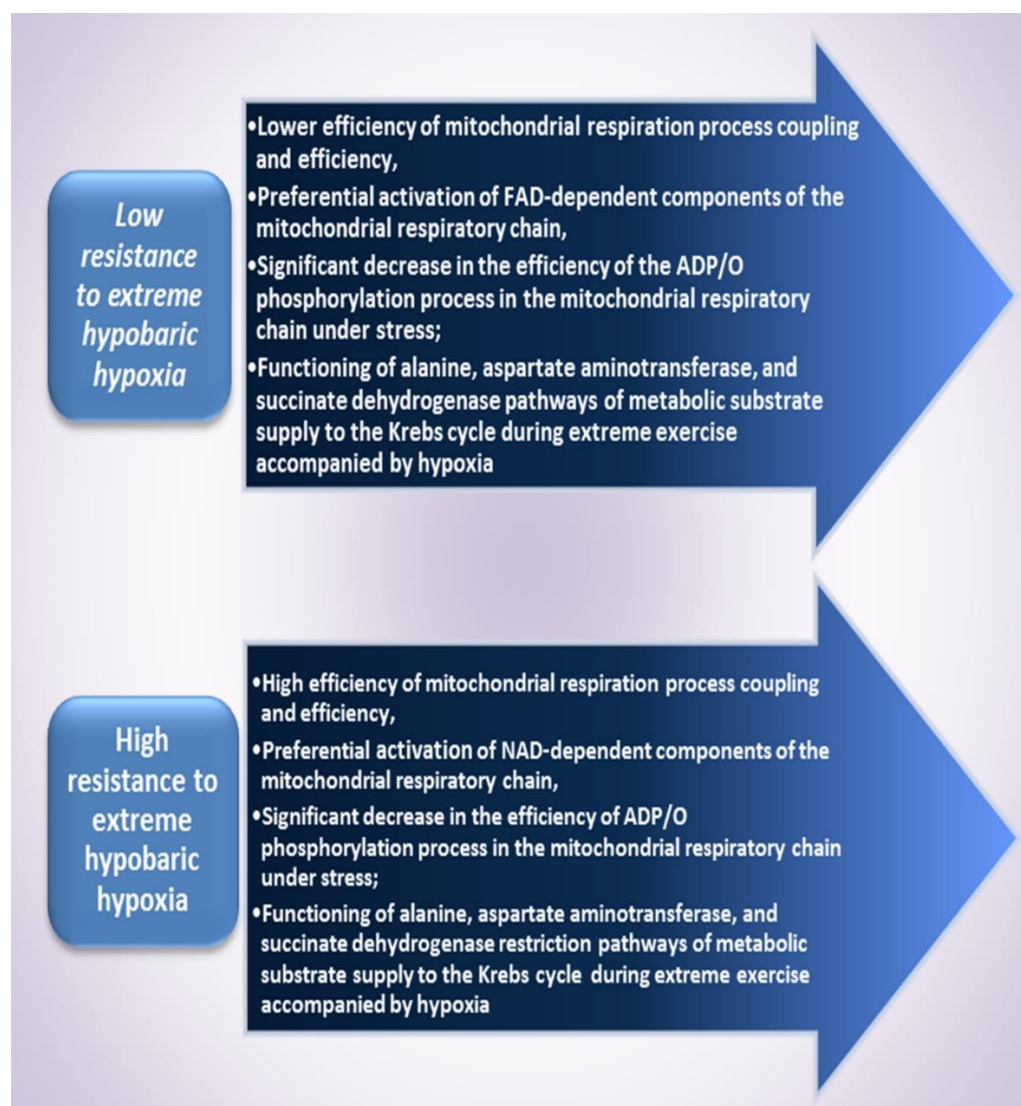 Low
resistance
to extreme
hypobaric
hypoxia
•Lower efficiency of mitochondrial respiration process coupling
and efficiency,
•Preferential activation of FAD-dependent components of the
mitochondrial respiratory chain,
•Significant decrease in the efficiency of the ADP/O
phosphorylation process in the mitochondrial respiratory
chain under stress;
•Functioning of alanine, aspartate aminotransferase, and
succinate dehydrogenase pathways of metabolic substrate
supply to the Krebs cycle during extreme exercise
accompanied by hypoxia
High
resistance to
extreme
hypobaric
hypoxia
•High efficiency of mitochondrial respiration process coupling
and efficiency,
•Preferential activation of NAD-dependent components of the
mitochondrial respiratory chain,
•Significant decrease in the efficiency of ADP/O
phosphorylation process in the mitochondrial respiratory chain
under stress;
•Functioning of alanine, aspartate aminotransferase, and
succinate dehydrogenase restriction pathways of metabolic
substrate supply to the Krebs cycle during extreme exercise
accompanied by hypoxia